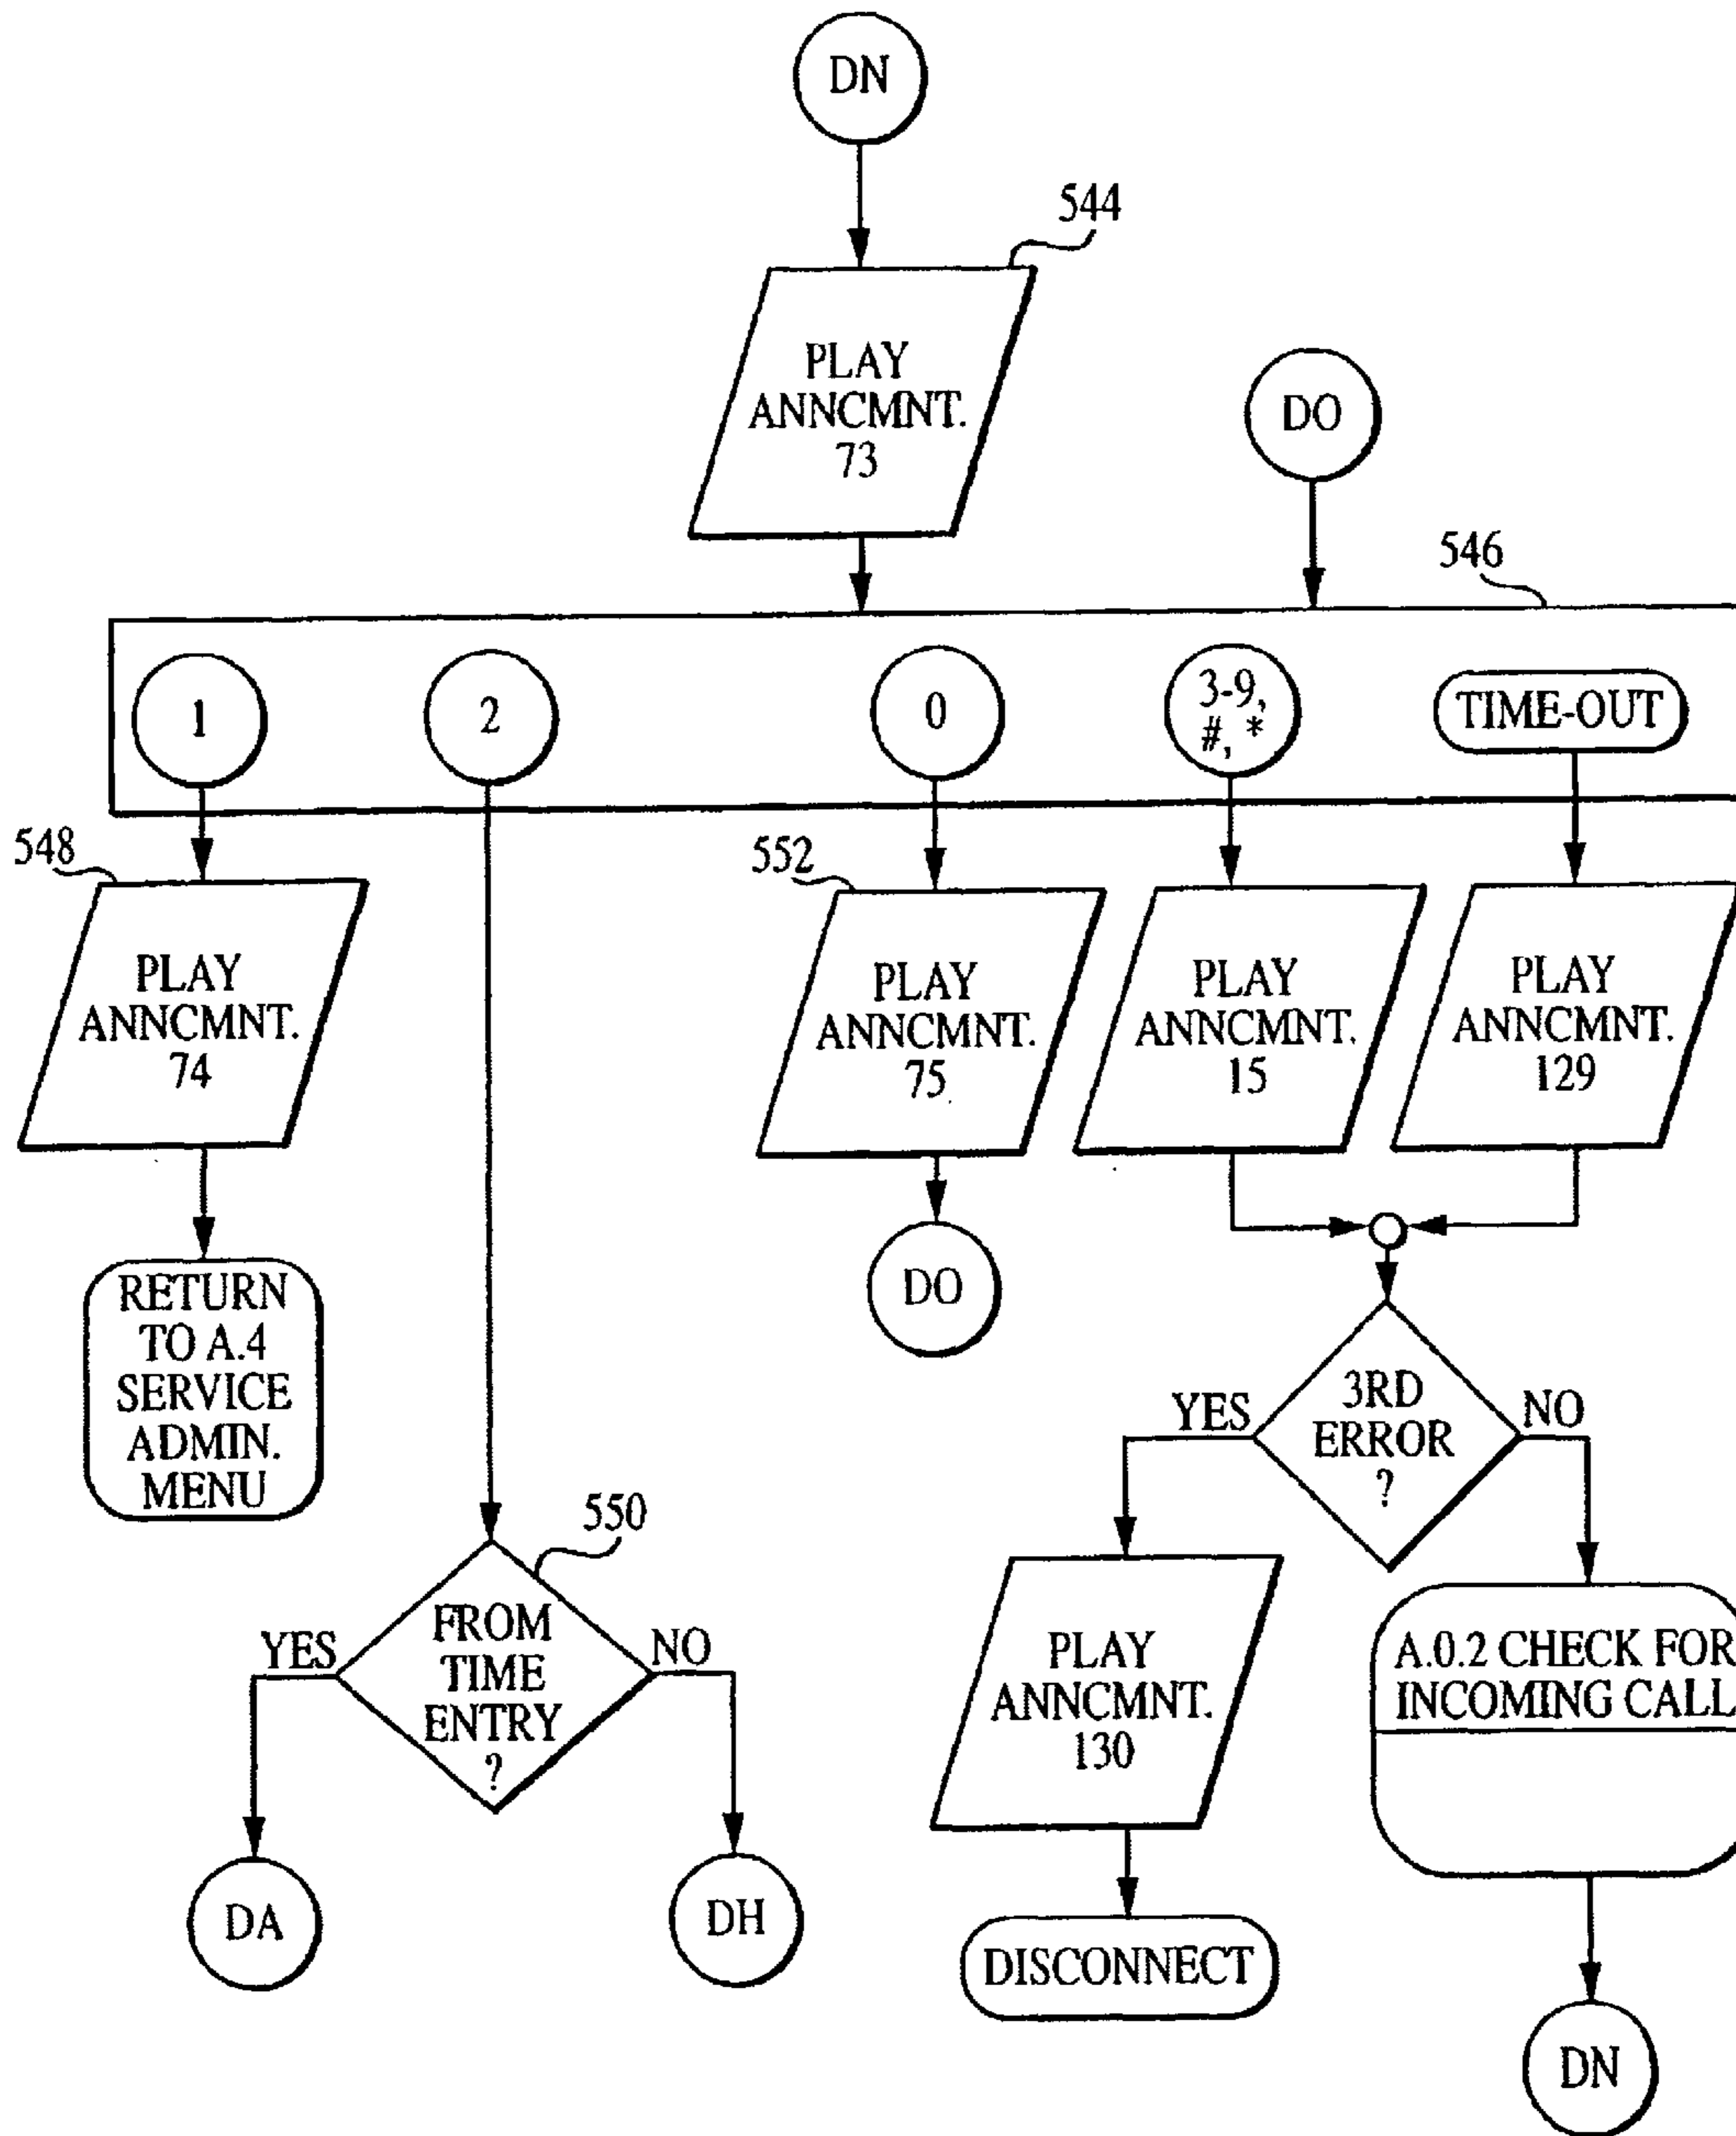 DN
544
PLAY
ANNCMNT.
73
DO
546
1
2
0
3-9,
#, *
TIME-OUT
548
PLAY
ANNCMNT.
74
552
PLAY
ANNCMNT.
75
PLAY
ANNCMNT.
15
PLAY
ANNCMNT.
129
RETURN
TO A.4
SERVICE
ADMIN.
MENU
DO
3RD
ERROR
?
YES
NO
550
FROM
TIME
ENTRY
?
YES
NO
PLAY
ANNCMNT.
130
A.0.2 CHECK FOR
INCOMING CALL
DA
DH
DISCONNECT
DN